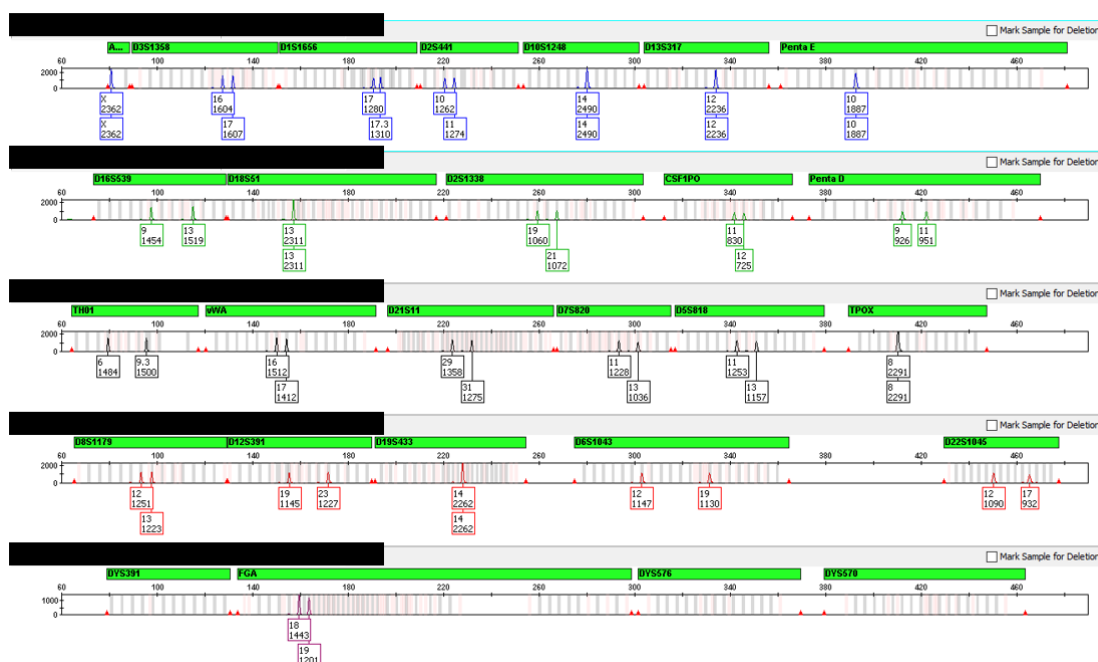 Mark Sample for Deletion
A... D3S1358 D1S1656 D2S441 D10S1248 D13S317 Penta E
60 100 140 180 220 260 300 340 380 420 460
2000
0
X 16 17 10 14 12 10
2362 1604 1280 1262 2490 2236 1887
X 17 17.3 11 14 12 10
2362 1607 1310 1274 2490 2236 1887
Mark Sample for Deletion
D16S539 D18S51 D2S1338 CSF1PO Penta D
60 100 140 180 220 260 300 340 380 420 460
2000
0
9 13 13 19 11 9 11
1454 1519 2311 1060 830 926 951
13 21 12
2311 1072 725
Mark Sample for Deletion
TH01 vWA D21S11 D7S820 D5S818 TPOX
60 100 140 180 220 260 300 340 380 420 460
2000
0
6 9.3 16 29 11 11 8
1484 1500 1512 1358 1228 1253 2291
17 31 13 13 8
1412 1275 1036 1157 2291
Mark Sample for Deletion
D8S1179 D12S391 D19S433 D6S1043 D22S1045
60 100 140 180 220 260 300 340 380 420 460
2000
0
12 19 23 14 12 19 12 17
1251 1145 1227 2262 1147 1130 1090 932
13 14
1223 2262
Mark Sample for Deletion
DYS391 FGA DYS576 DYS570
60 100 140 180 220 260 300 340 380 420 460
1000
0
18
1443
19
1201